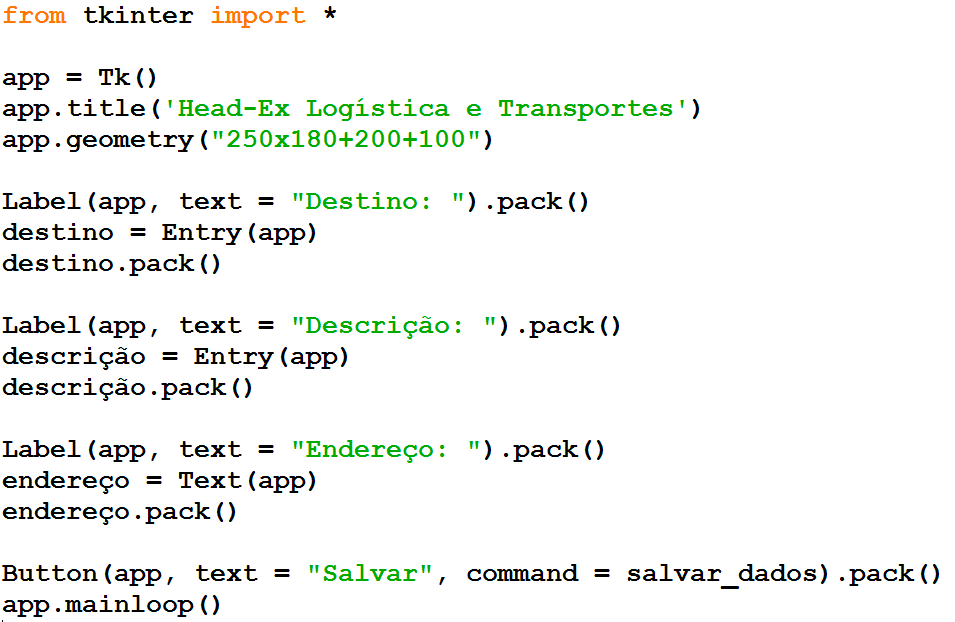 from tkinter import *
app = Tk()
app.title('Head-Ex Logística e Transportes')
app.geometry("250x180+200+100")
Label(app, text = "Destino: ").pack()
destino = Entry(app)
destino.pack()
Label(app, text = "Descrição: ").pack()
descrição = Entry(app)
descrição.pack()
Label(app, text = "Endereço: ").pack()
endereço = Text(app)
endereço.pack()
Button(app, text = "Salvar", command = salvar_dados).pack()
app.mainloop()